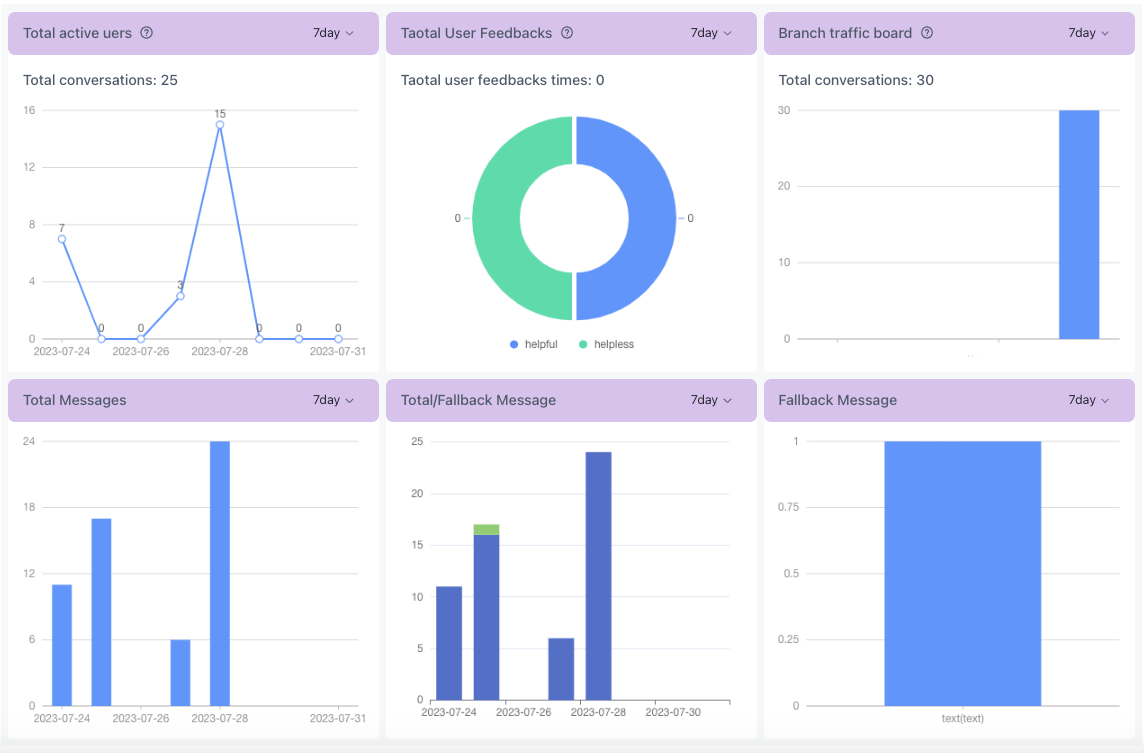 Total active uers ? 7day
Total conversations: 25
16
12
8
4
0
7
0
0
3
15
0
0
0
2023-07-24 2023-07-26 2023-07-28 2023-07-31
Taotal User Feedbacks ? 7day
Taotal user feedbacks times: 0
0
0
helpful helpless
Branch traffic board ? 7day
Total conversations: 30
30
20
10
0
Total Messages 7day
24
18
12
6
0
2023-07-24 2023-07-26 2023-07-28 2023-07-31
Total/Fallback Message 7day
25
20
15
10
5
0
2023-07-24 2023-07-26 2023-07-28 2023-07-30
Fallback Message 7day
1
0.75
0.5
0.25
0
text(text)